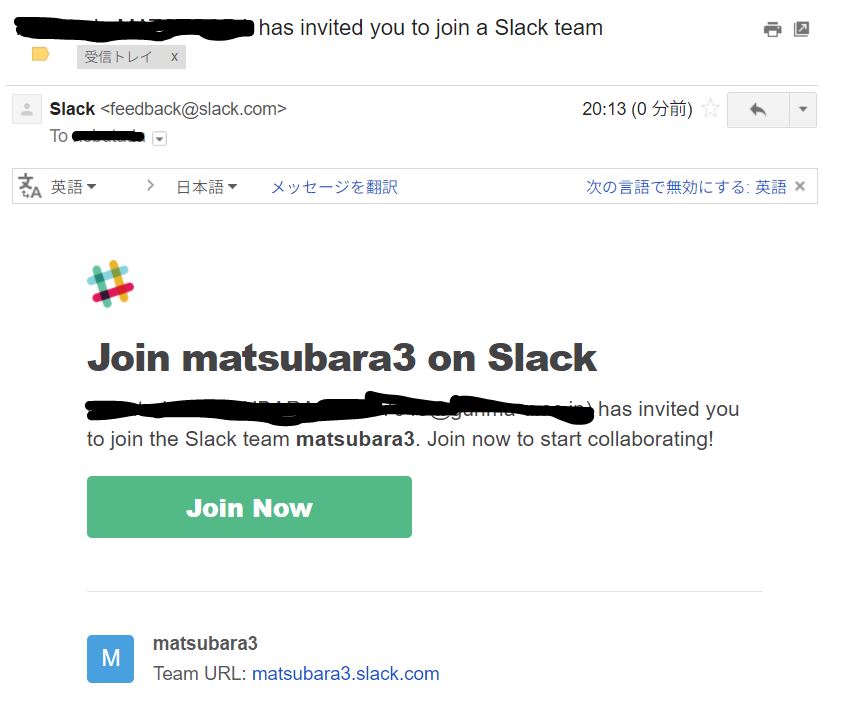 has invited you to join a Slack team
受信トレイ x
Slack <feedback@slack.com>
20:13 (0 分前)
To
英語 > 日本語 メッセージを翻訳 次の言語で無効にする: 英語 ×
Join matsubara3 on Slack
has invited you
to join the Slack team matsubara3. Join now to start collaborating!
Join Now
M
matsubara3
Team URL: matsubara3.slack.com